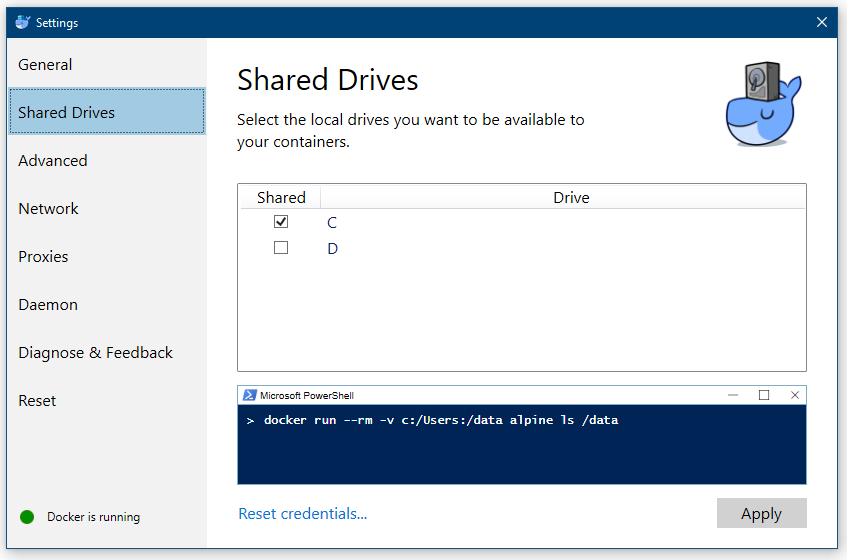 Settings
General
Shared Drives
Advanced
Network
Proxies
Daemon
Diagnose & Feedback
Reset
Docker is running
Shared Drives
Select the local drives you want to be available to
your containers.
Shared Drive
C
D
Microsoft PowerShell
> docker run --rm -v c:/Users:/data alpine ls /data
Reset credentials...
Apply